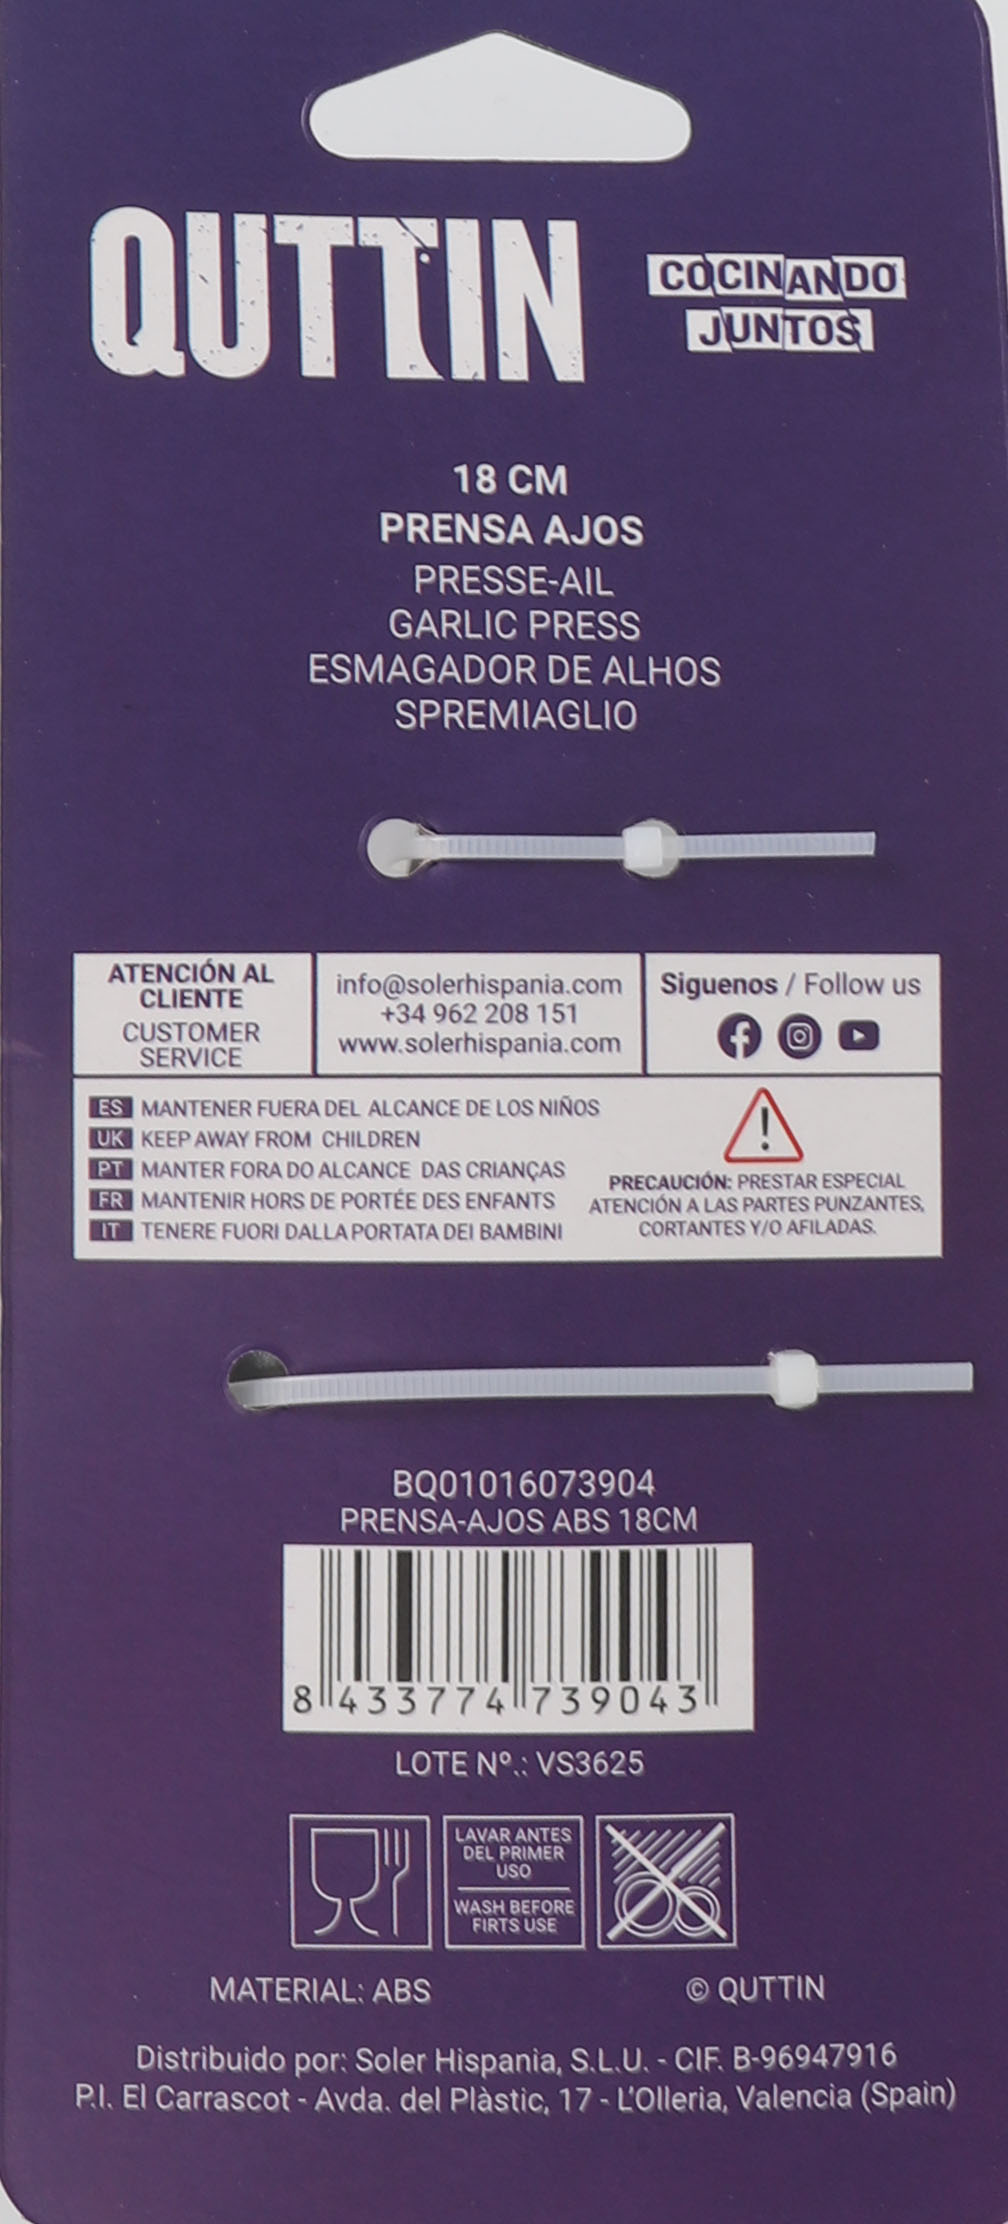 QUTTIN
COCINANDO
JUNTOS
18 CM
PRENSA AJOS
PRESSE-AIL
GARLIC PRESS
ESMAGADOR DE ALHOS
SPREMIAGLIO
ATENCIÓN AL
CLIENTE
CUSTOMER
SERVICE
info@solerhispania.com
+34 962 208 151
www.solerhispania.com
Siguenos / Follow us
ES MANTENER FUERA DEL ALCANCE DE LOS NIÑOS
UK KEEP AWAY FROM CHILDREN
PT MANTER FORA DO ALCANCE DAS CRIANÇAS
FR MANTENIR HORS DE PORTÉE DES ENFANTS
IT TENERE FUORI DALLA PORTATA DEI BAMBINI
PRECAUCIÓN: PRESTAR ESPECIAL
ATENCIÓN A LAS PARTES PUNZANTES,
CORTANTES Y/O AFILADAS.
BQ01016073904
PRENSA-AJOS ABS 18CM
8 433774 739043
LOTE Nº.: VS3625
LAVAR ANTES
DEL PRIMER
USO
WASH BEFORE
FIRTS USE
MATERIAL: ABS
© QUTTIN
Distribuido por: Soler Hispania, S.L.U. - CIF. B-96947916
P.I. El Carrascot - Avda. del Plàstic, 17 - L'Olleria, Valencia (Spain)